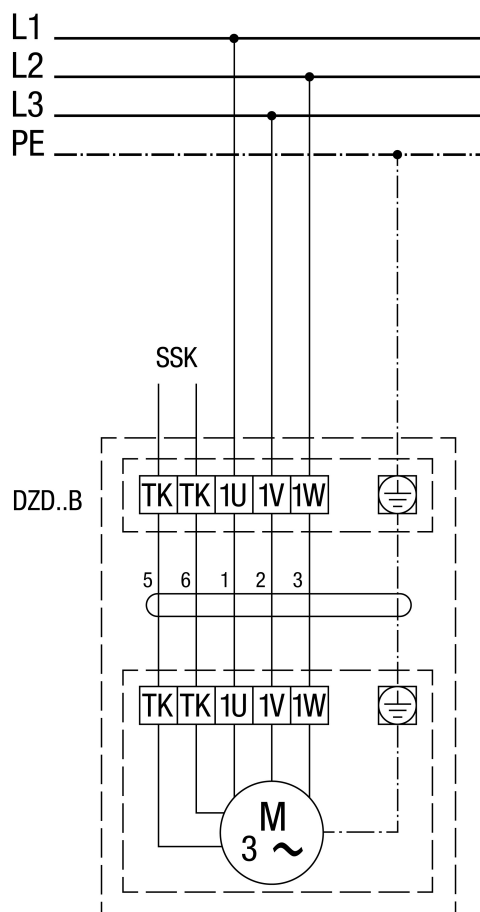 L1
L2
L3
PE
SSK
DZD..B
TK TK 1U 1V 1W
5 6 1 2 3
TK TK 1U 1V 1W
M
3 ~